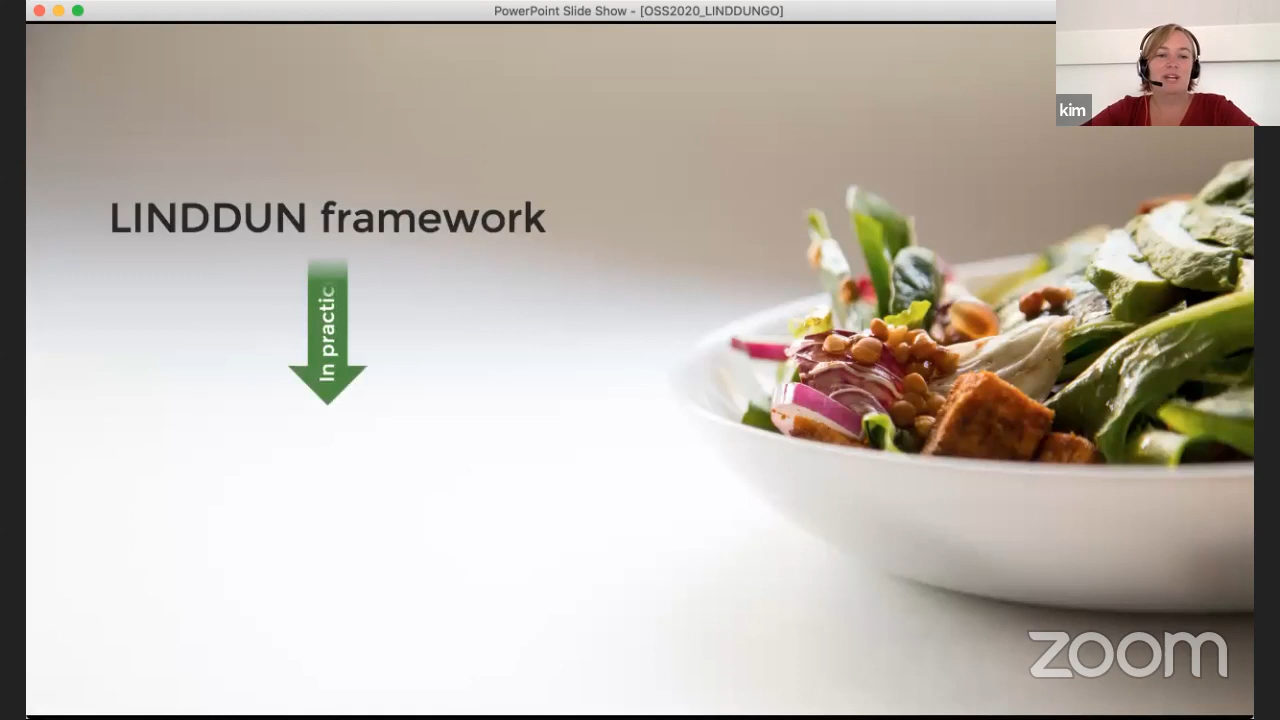 PowerPoint Slide Show - [OSS2020_LINDDUNGO]
kim
LINDDUN framework
In practic
zoom